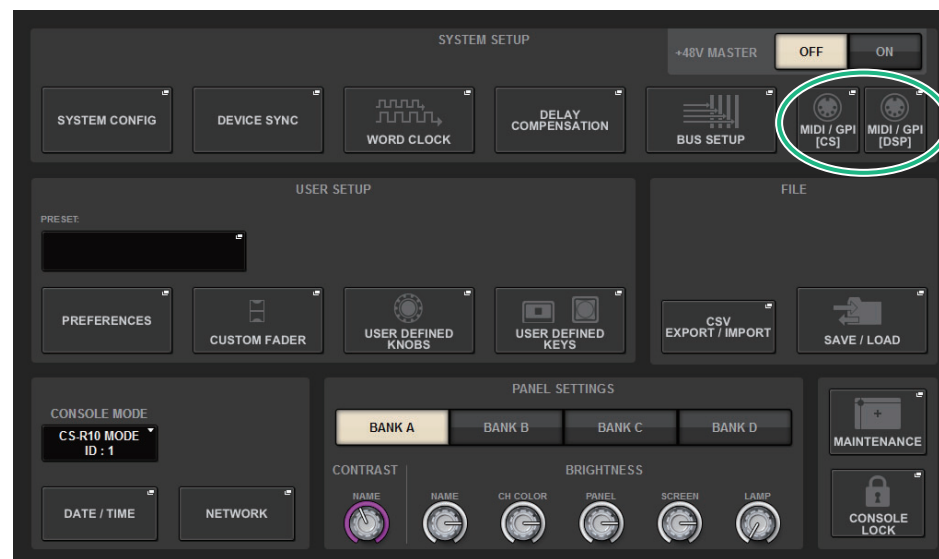 SYSTEM SETUP
+48V MASTER
OFF
ON
SYSTEM CONFIG
DEVICE SYNC
WORD CLOCK
DELAY
COMPENSATION
BUS SETUP
MIDI / GPI
[CS]
MIDI / GPI
[DSP]
USER SETUP
PRESET:
PREFERENCES
CUSTOM FADER
USER DEFINED
KNOBS
USER DEFINED
KEYS
FILE
CSV
EXPORT / IMPORT
SAVE / LOAD
CONSOLE MODE
CS-R10 MODE
ID : 1
DATE / TIME
NETWORK
PANEL SETTINGS
BANK A
BANK B
BANK C
BANK D
CONTRAST
BRIGHTNESS
NAME
NAME
CH COLOR
PANEL
SCREEN
LAMP
MAINTENANCE
CONSOLE
LOCK